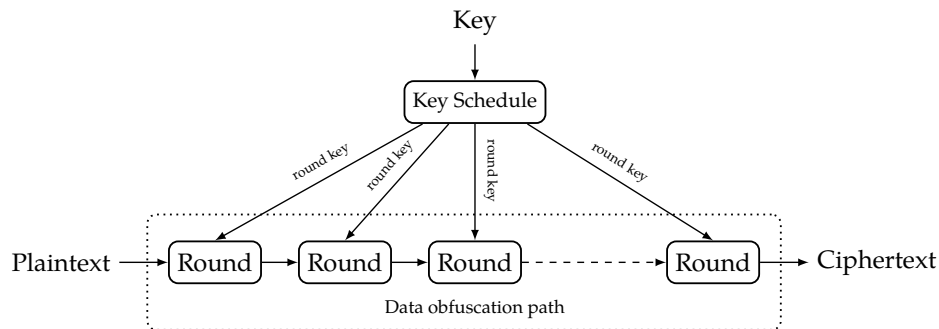 Key
Key Schedule
round key
round key
round key
round key
Plaintext
Round
Round
Round
Round
Ciphertext
Data obfuscation path